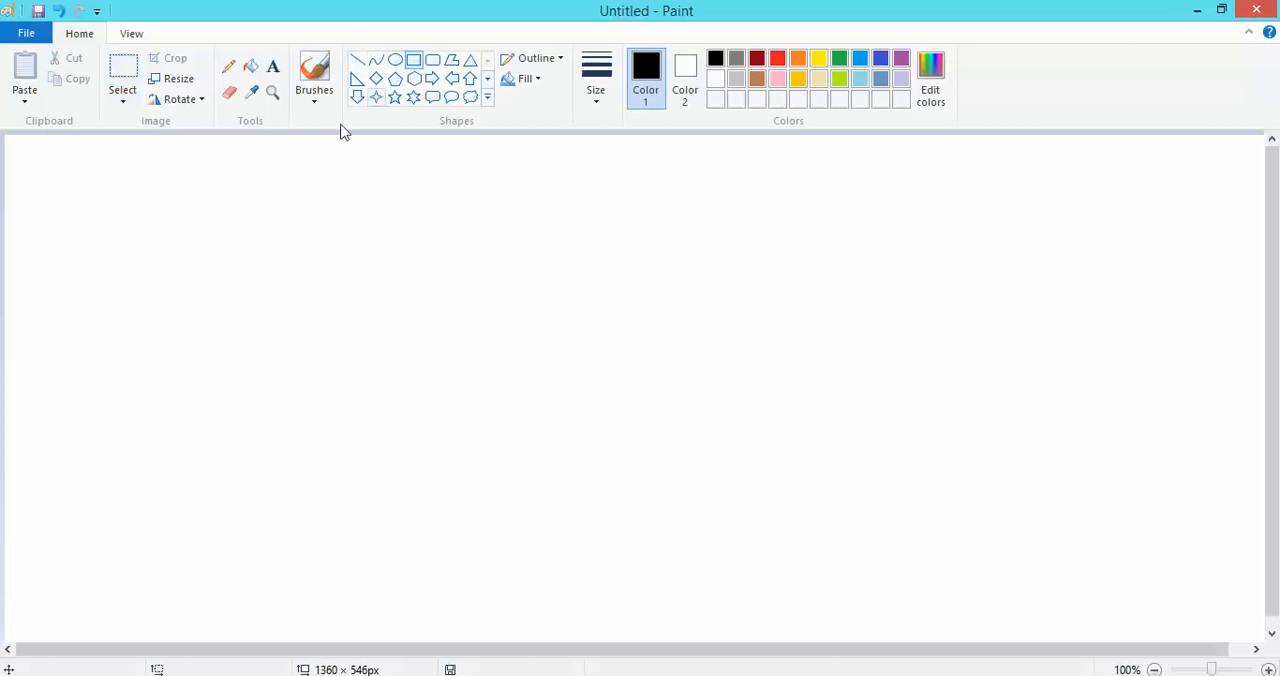 Untitled - Paint
File Home View
Paste
Cut
Copy
Clipboard
Select
Crop
Resize
Rotate
Image
A
Tools
Brushes
Outline
Fill
Shapes
Size
Color 1
Color 2
Edit colors
Colors
1360 × 546px
100%